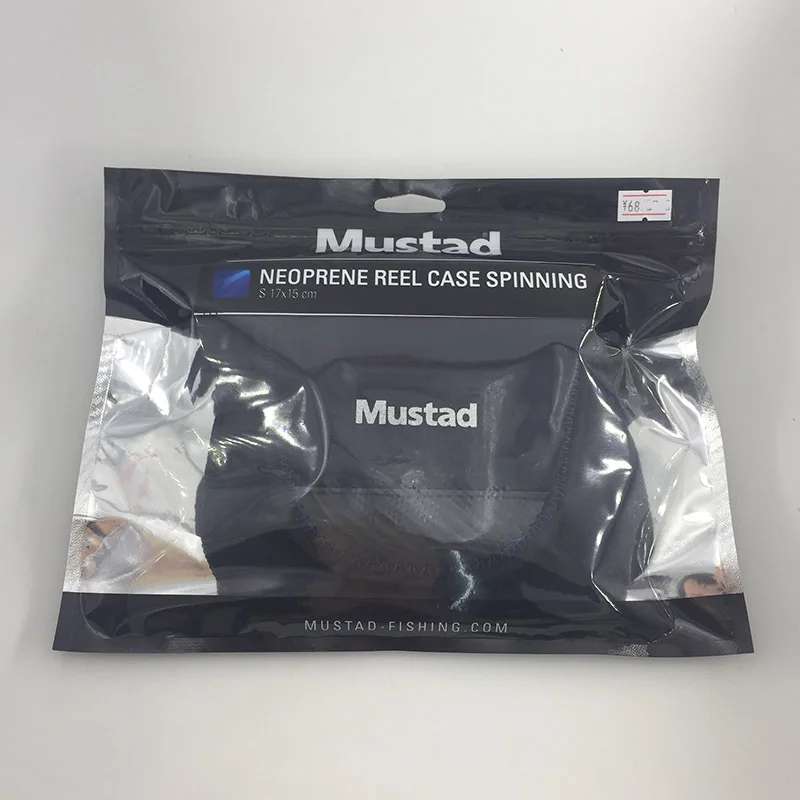 ¥68
Mustad
NEOPRENE REEL CASE SPINNING
S 17x15 cm
Mustad
MUSTAD-FISHING.COM